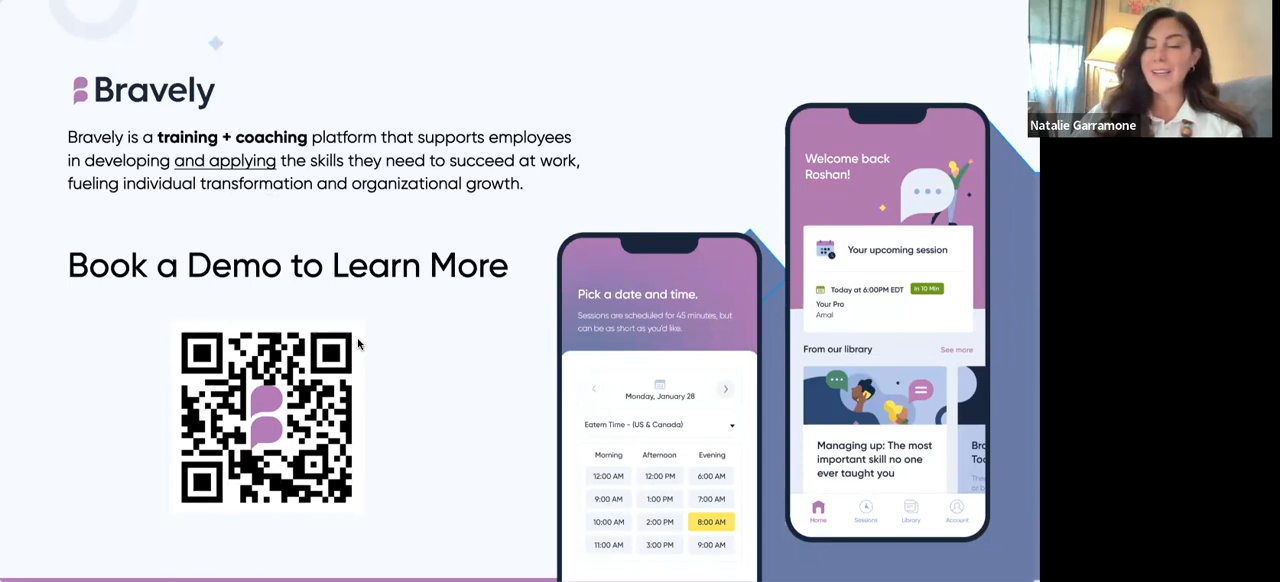 Bravely
Bravely is a training + coaching platform that supports employees
in developing and applying the skills they need to succeed at work,
fueling individual transformation and organizational growth.
Book a Demo to Learn More
Pick a date and time.
Sessions are scheduled for 45 minutes, but
can be as short as you'd like.
Monday, January 28
Eatern Time - (US & Canada)
Morning Afternoon Evening
12:00 AM 12:00 PM 6:00 AM
9:00 AM 1:00 PM 7:00 AM
10:00 AM 2:00 PM 8:00 AM
11:00 AM 3:00 PM 9:00 AM
Welcome back
Roshan!
Your upcoming session
Today at 6:00PM EDT In 10 Min
Your Pro
Amal
From our library
See more
Managing up: The most
important skill no one
ever taught you
Home Sessions Library Account
Natalie Garramone